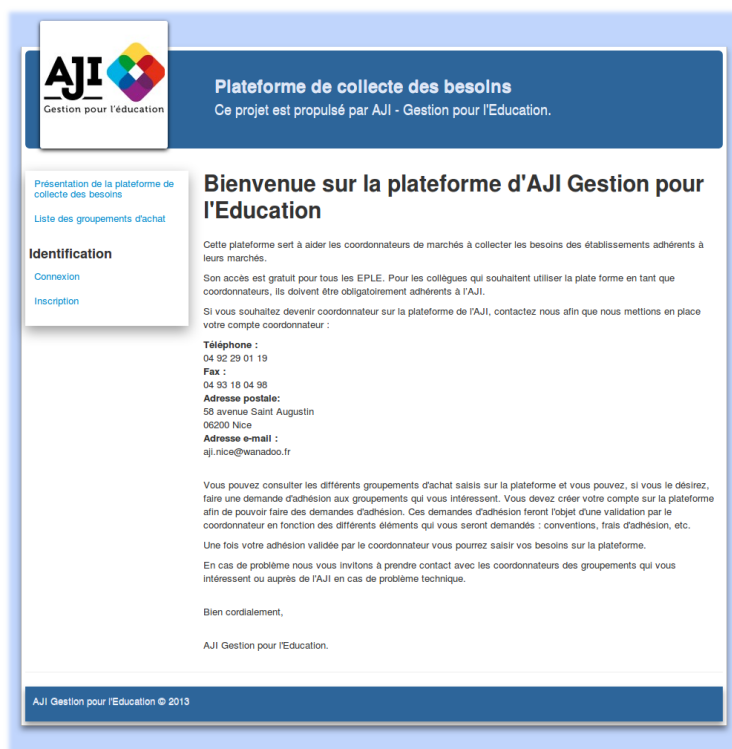 AJI
Gestion pour l'éducation
Plateforme de collecte des besoins
Ce projet est propulsé par AJI - Gestion pour l'Education.
Présentation de la plateforme de
collecte des besoins
Liste des groupements d'achat
Identification
Connexion
Inscription
Bienvenue sur la plateforme d'AJI Gestion pour
l'Education
Cette plateforme sert à aider les coordonnateurs de marchés à collecter les besoins des établissements adhérents à
leurs marchés.
Son accès est gratuit pour tous les EPLE. Pour les collègues qui souhaitent utiliser la plate forme en tant que
coordonnateurs, ils doivent être obligatoirement adhérents à l'AJI.
Si vous souhaitez devenir coordonnateur sur la plateforme de l'AJI, contactez nous afin que nous mettions en place
votre compte coordonnateur :
Téléphone :
04 92 29 01 19
Fax :
04 93 18 04 98
Adresse postale:
58 avenue Saint Augustin
06200 Nice
Adresse e-mail :
aji.nice@wanadoo.fr
Vous pouvez consulter les différents groupements d'achat saisis sur la plateforme et vous pouvez, si vous le désirez,
faire une demande d'adhésion aux groupements qui vous intéressent. Vous devez créer votre compte sur la plateforme
afin de pouvoir faire des demandes d'adhésion. Ces demandes d'adhésion feront l'objet d'une validation par le
coordonnateur en fonction des différents éléments qui vous seront demandés : conventions, frais d'adhésion, etc.
Une fois votre adhésion validée par le coordonnateur vous pourrez saisir vos besoins sur la plateforme.
En cas de problème nous vous invitons à prendre contact avec les coordonnateurs des groupements qui vous
intéressent ou auprès de l'AJI en cas de problème technique.
Bien cordialement,
AJI Gestion pour l'Education.
AJI Gestion pour l'Education © 2013